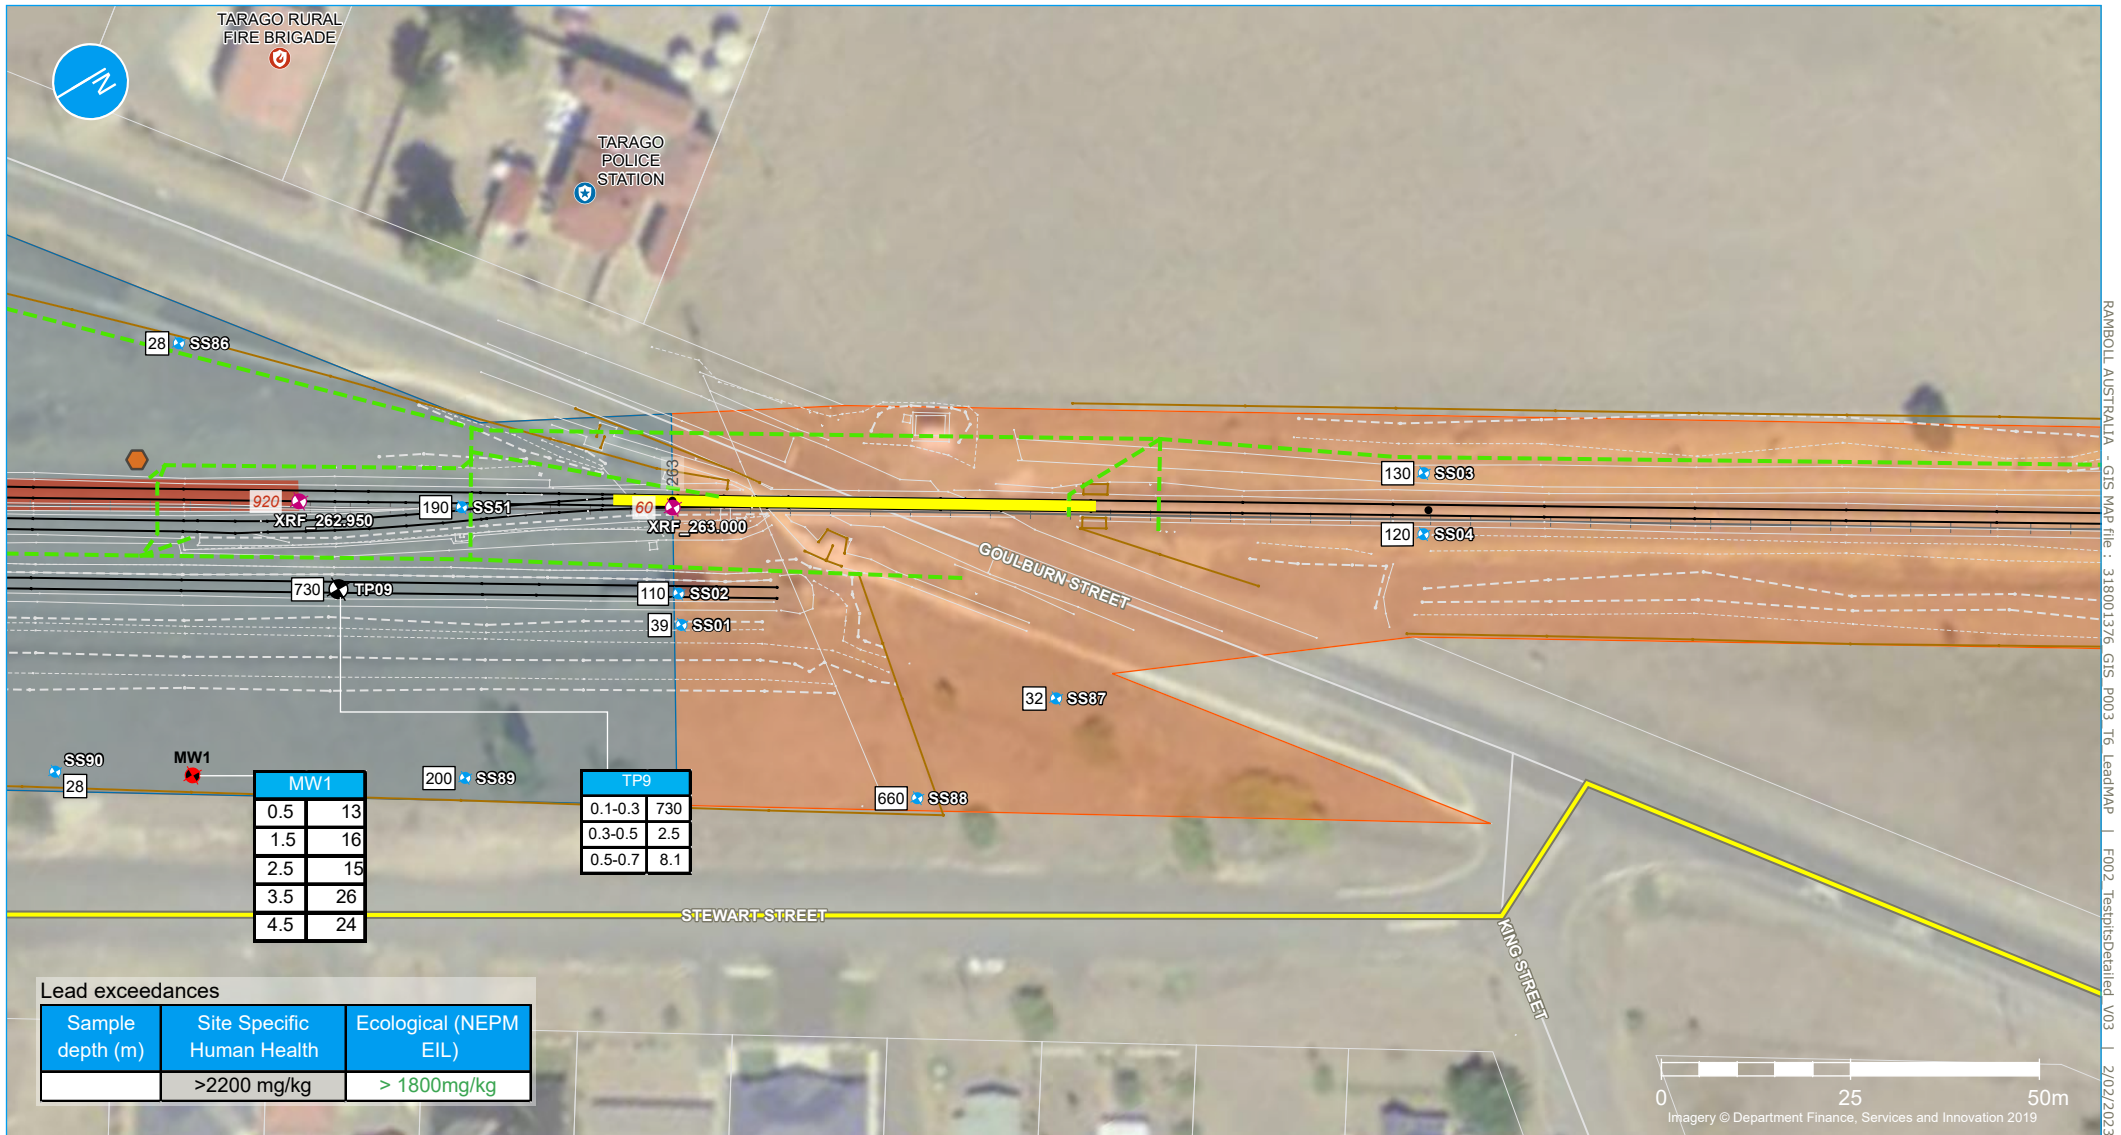 TARAGO RURAL
FIRE BRIGADE
TARAGO
POLICE
STATION
28 SS86
263
130 SS03
920
XRF_262.950
190 SS51
60
XRF_263.000
120 SS04
GOULBURN STREET
730 TP09
110 SS02
39 SS01
32 SS87
SS90
28
MW1
200 SS89
660 SS88
MW1
0.5 13
1.5 16
2.5 15
3.5 26
4.5 24
TP9
0.1-0.3 730
0.3-0.5 2.5
0.5-0.7 8.1
STEWART STREET
KING STREET
Lead exceedances
Sample depth (m) Site Specific Human Health Ecological (NEPM EIL)
>2200 mg/kg > 1800mg/kg
0 25 50m
Imagery © Department Finance, Services and Innovation 2019
RAMBOLL AUSTRALIA - GIS MAP file : 318001376_GIS_P003_T6_LeadMAP | F002_TestpitsDetailed_V03 | 2/02/2023